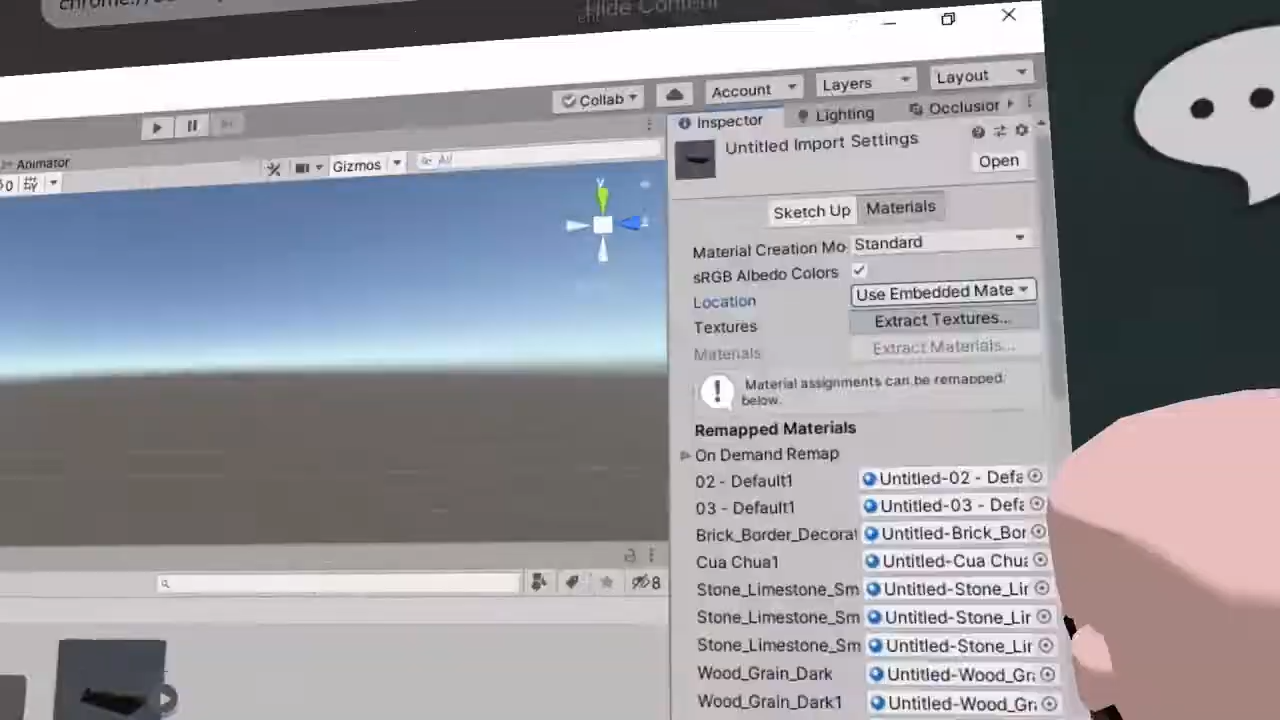 Hide Content
Collab
Account
Layers
Layout
Animator
Gizmos
All
Inspector
Lighting
Occlusior
Untitled Import Settings
Open
Sketch Up
Materials
Material Creation Mo
Standard
sRGB Albedo Colors
Location
Use Embedded Mate
Textures
Extract Textures...
Materials
Extract Materials...
Material assignments can be remapped
below.
Remapped Materials
On Demand Remap
02 - Default1
Untitled-02 - Defa
03 - Default1
Untitled-03 - Defa
Brick_Border_Decorat
Untitled-Brick_Bor
Cua Chua1
Untitled-Cua Chua
Stone_Limestone_Sm
Untitled-Stone_Lir
Stone_Limestone_Sm
Untitled-Stone_Lir
Stone_Limestone_Sm
Untitled-Stone_Lir
Wood_Grain_Dark
Untitled-Wood_Gra
Wood_Grain_Dark1
Untitled-Wood_Gra
8
y